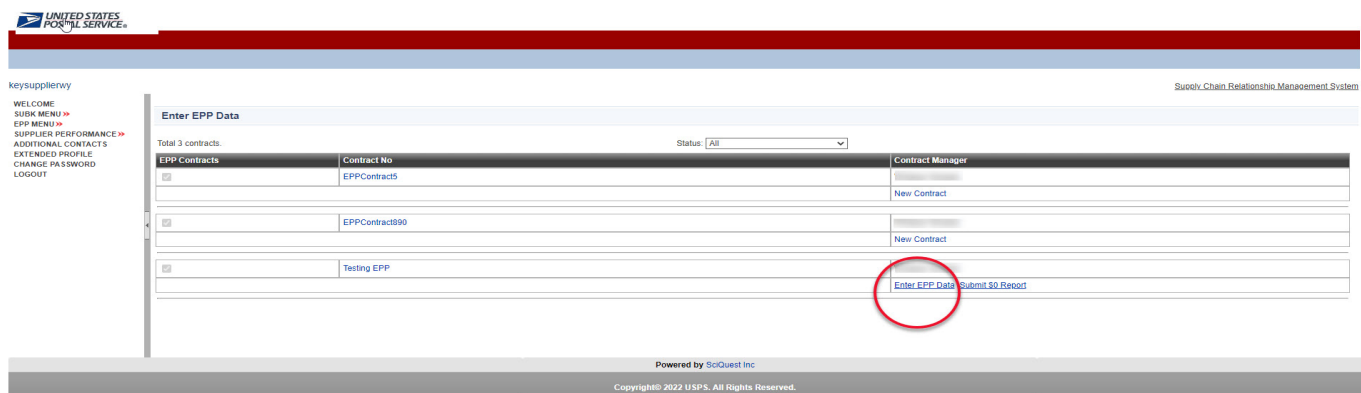 UNITED STATES
POSTAL SERVICE®
keysupplierwy
Supply Chain Relationship Management System
WELCOME
SUBK MENU »
EPP MENU »
SUPPLIER PERFORMANCE »
ADDITIONAL CONTACTS
EXTENDED PROFILE
CHANGE PASSWORD
LOGOUT
Enter EPP Data
Total 3 contracts. Status: All
EPP Contracts Contract No Contract Manager
EPPContract5
New Contract
EPPContract890
New Contract
Testing EPP
Enter EPP Data Submit $0 Report
Powered by SciQuest Inc
Copyright© 2022 USPS. All Rights Reserved.